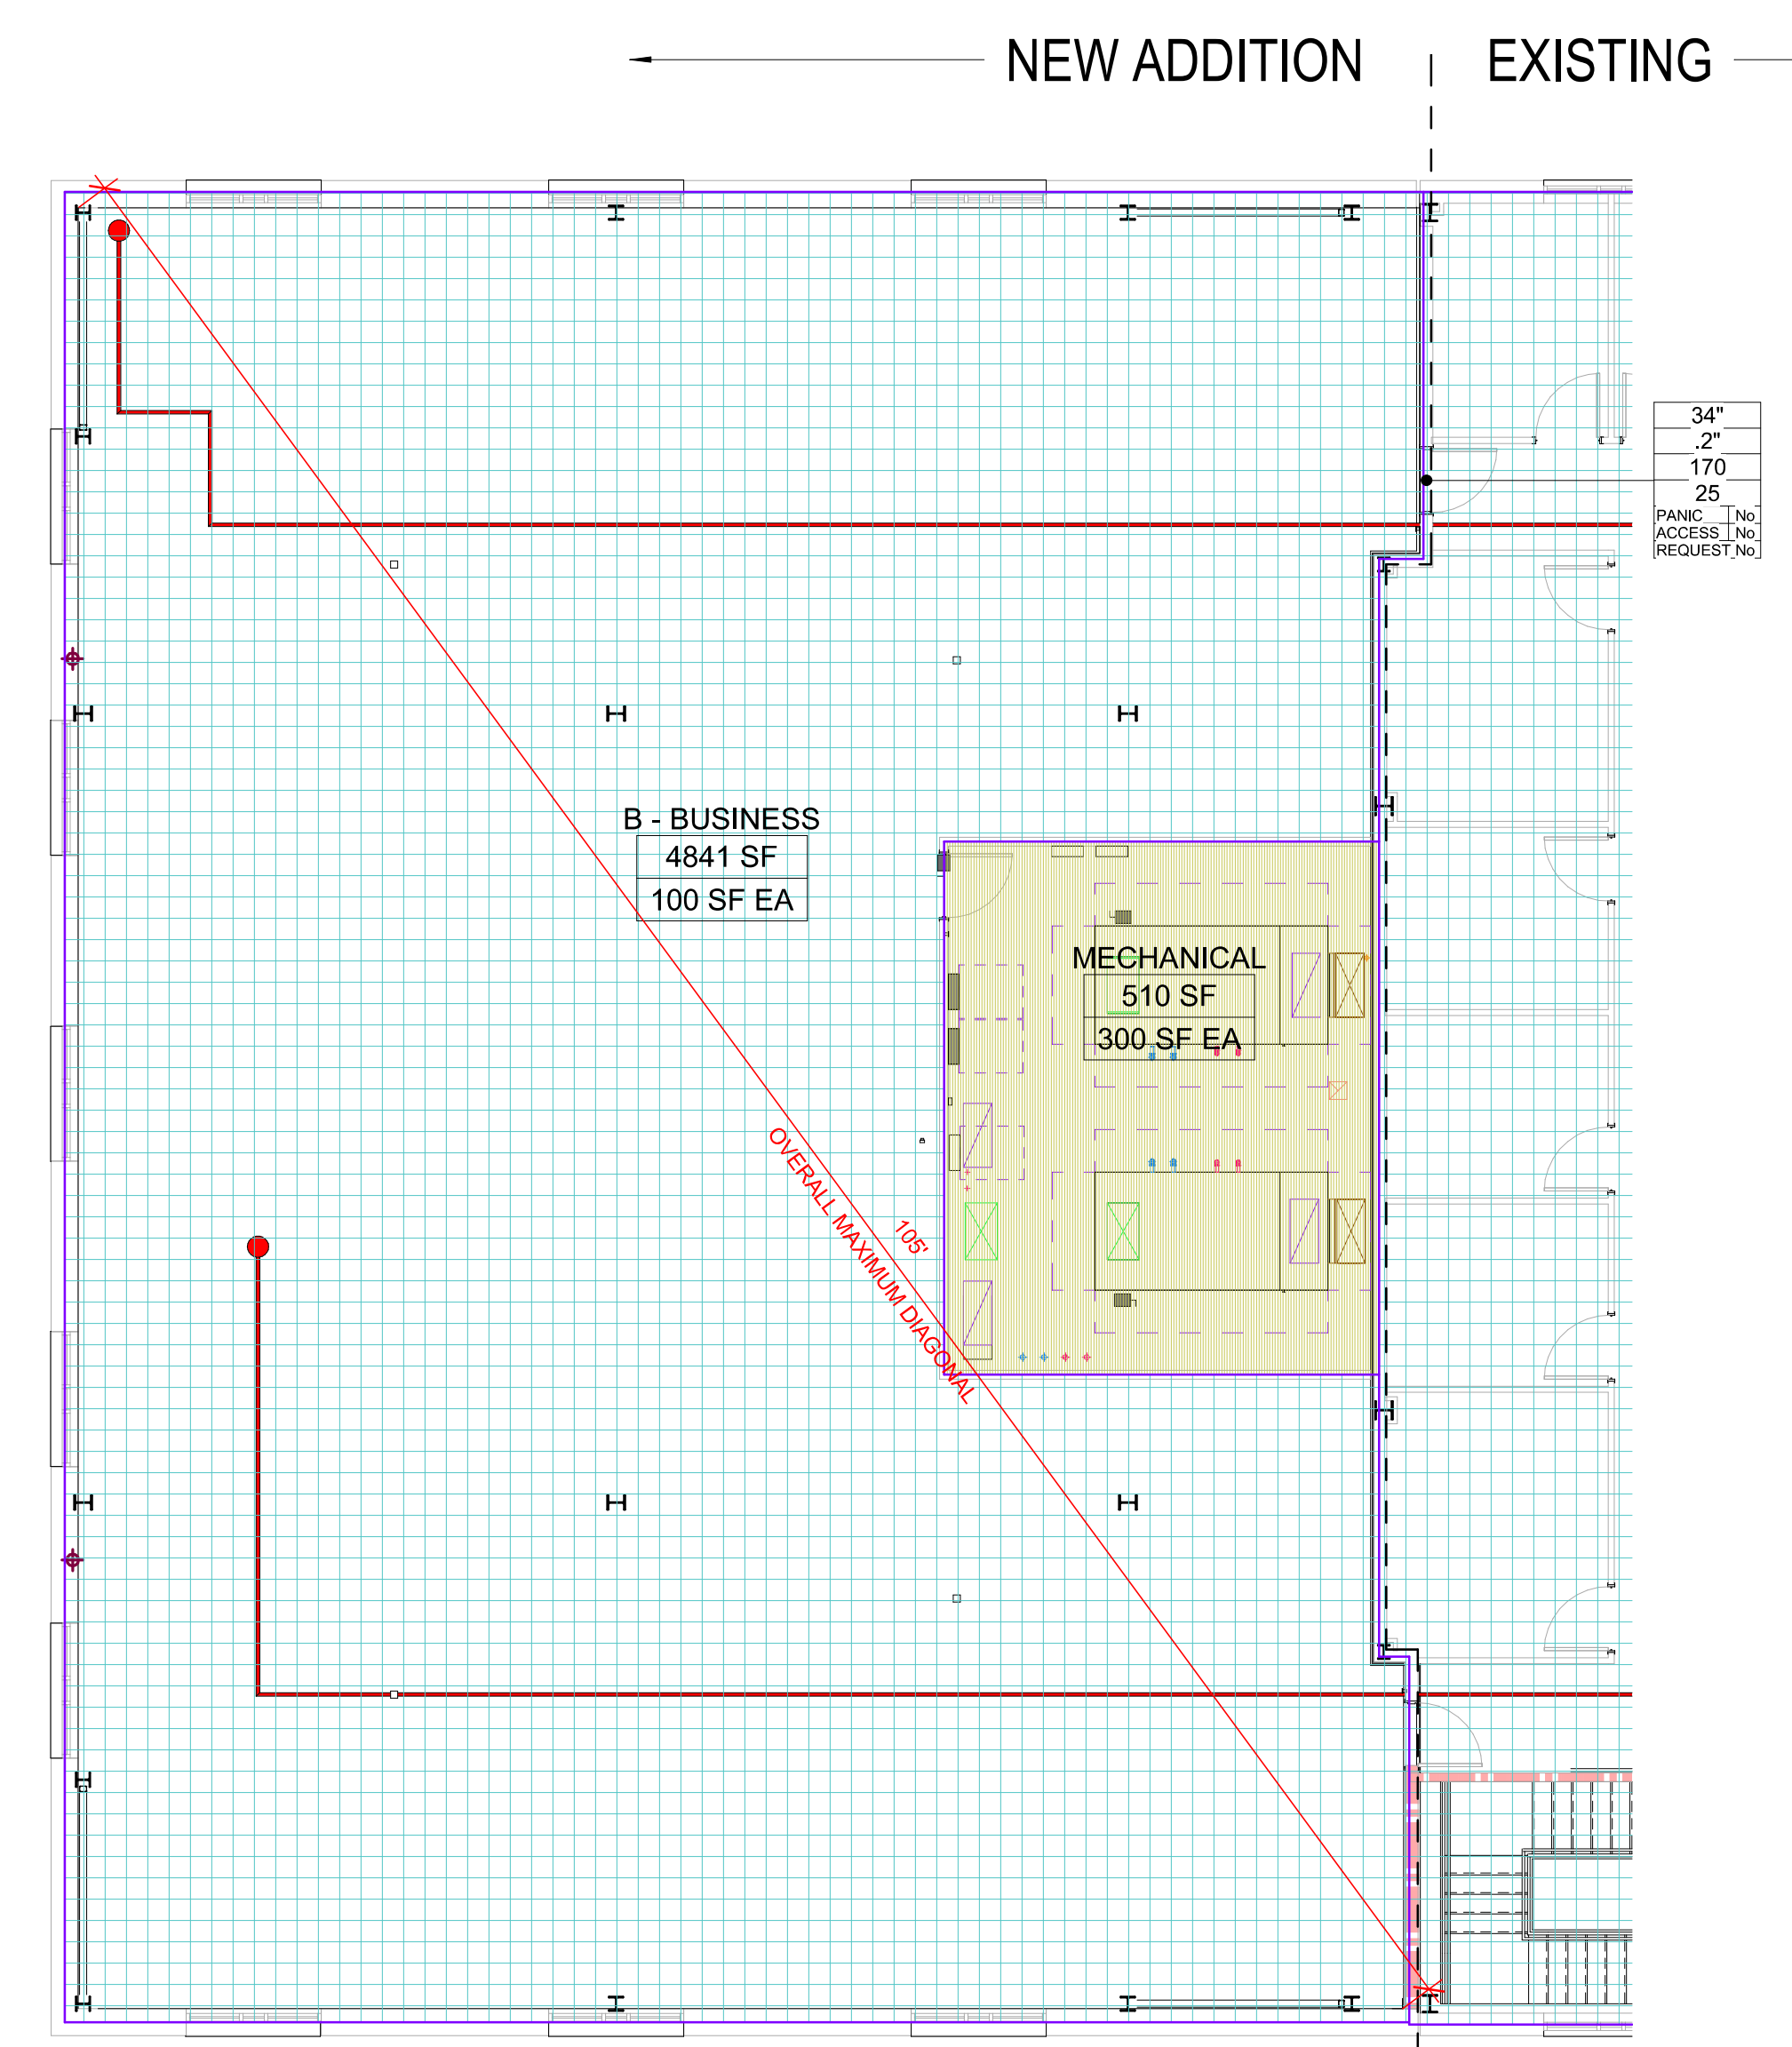 NEW ADDITION
EXISTING
34"
.2"
170
25
PANIC No
ACCESS No
REQUEST No
B - BUSINESS
4841 SF
100 SF EA
MECHANICAL
510 SF
300 SF EA
105'
OVERALL MAXIMUM DIAGONAL